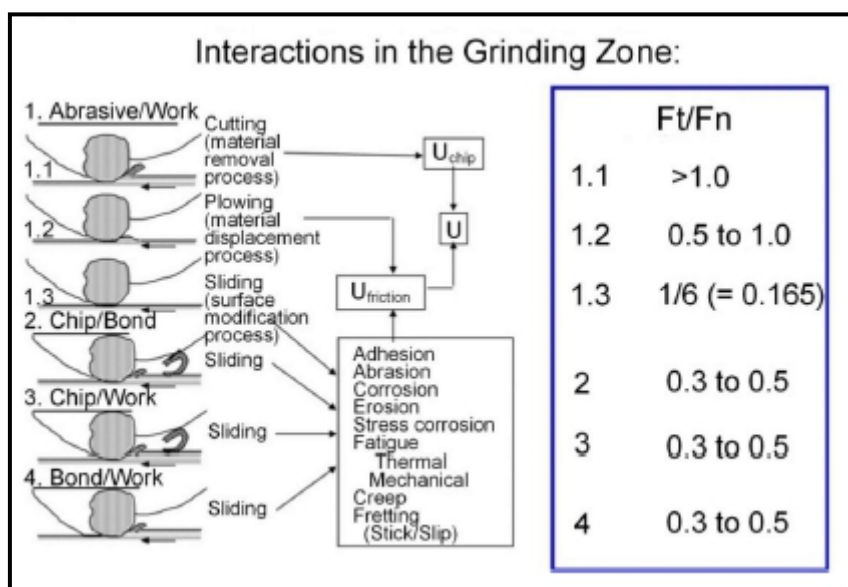 Interactions in the Grinding Zone:
1. Abrasive/Work
1.1
Cutting
(material
removal
process)
1.2
Plowing
(material
displacement
process)
1.3
Sliding
(surface
modification
process)
2. Chip/Bond
Sliding
3. Chip/Work
Sliding
4. Bond/Work
Sliding
Uchip
U
Ufriction
Adhesion
Abrasion
Corrosion
Erosion
Stress corrosion
Fatigue
Thermal
Mechanical
Creep
Fretting
(Stick/Slip)
Ft/Fn
1.1 >1.0
1.2 0.5 to 1.0
1.3 1/6 (= 0.165)
2 0.3 to 0.5
3 0.3 to 0.5
4 0.3 to 0.5